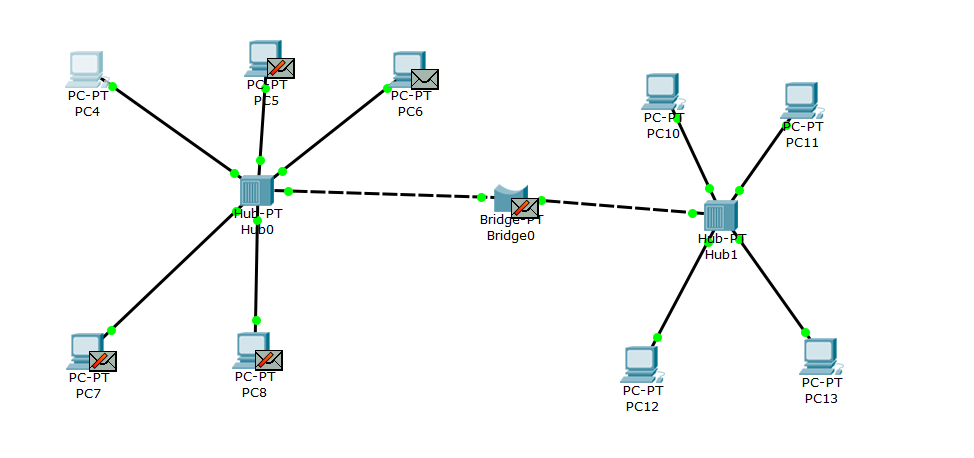 PC-PT
PC4
PC-PT
PC5
PC-PT
PC6
PC-PT
PC10
PC-PT
PC11
Hub-PT
Hub0
Bridge-PT
Bridge0
Hub-PT
Hub1
PC-PT
PC7
PC-PT
PC8
PC-PT
PC12
PC-PT
PC13